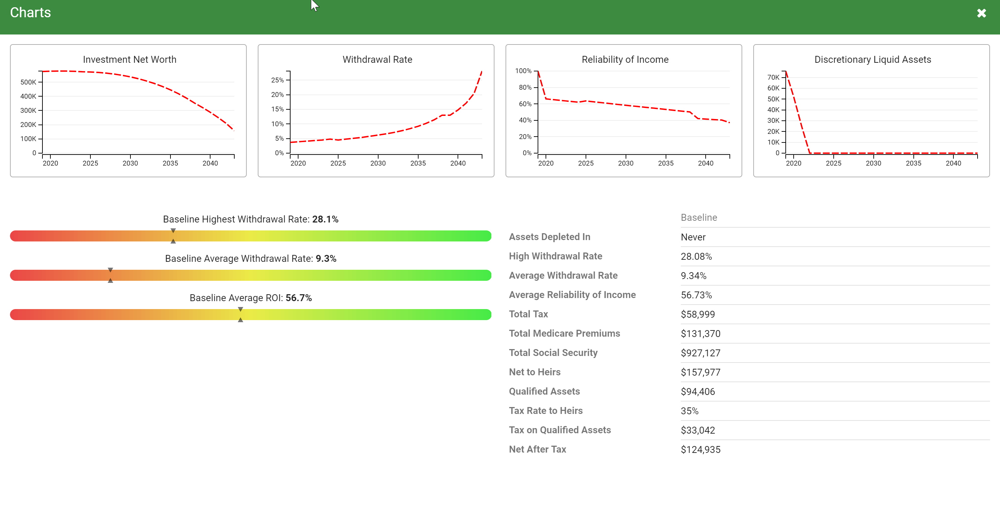 Charts
Investment Net Worth
500K
400K
300K
200K
100K
0
2020 2025 2030 2035 2040
Withdrawal Rate
25%
20%
15%
10%
5%
0%
2020 2025 2030 2035 2040
Reliability of Income
100%
80%
60%
40%
20%
0%
2020 2025 2030 2035 2040
Discretionary Liquid Assets
70K
60K
50K
40K
30K
20K
10K
0
2020 2025 2030 2035 2040
Baseline Highest Withdrawal Rate: 28.1%
Baseline Average Withdrawal Rate: 9.3%
Baseline Average ROI: 56.7%
Baseline
Assets Depleted In Never
High Withdrawal Rate 28.08%
Average Withdrawal Rate 9.34%
Average Reliability of Income 56.73%
Total Tax $58,999
Total Medicare Premiums $131,370
Total Social Security $927,127
Net to Heirs $157,977
Qualified Assets $94,406
Tax Rate to Heirs 35%
Tax on Qualified Assets $33,042
Net After Tax $124,935